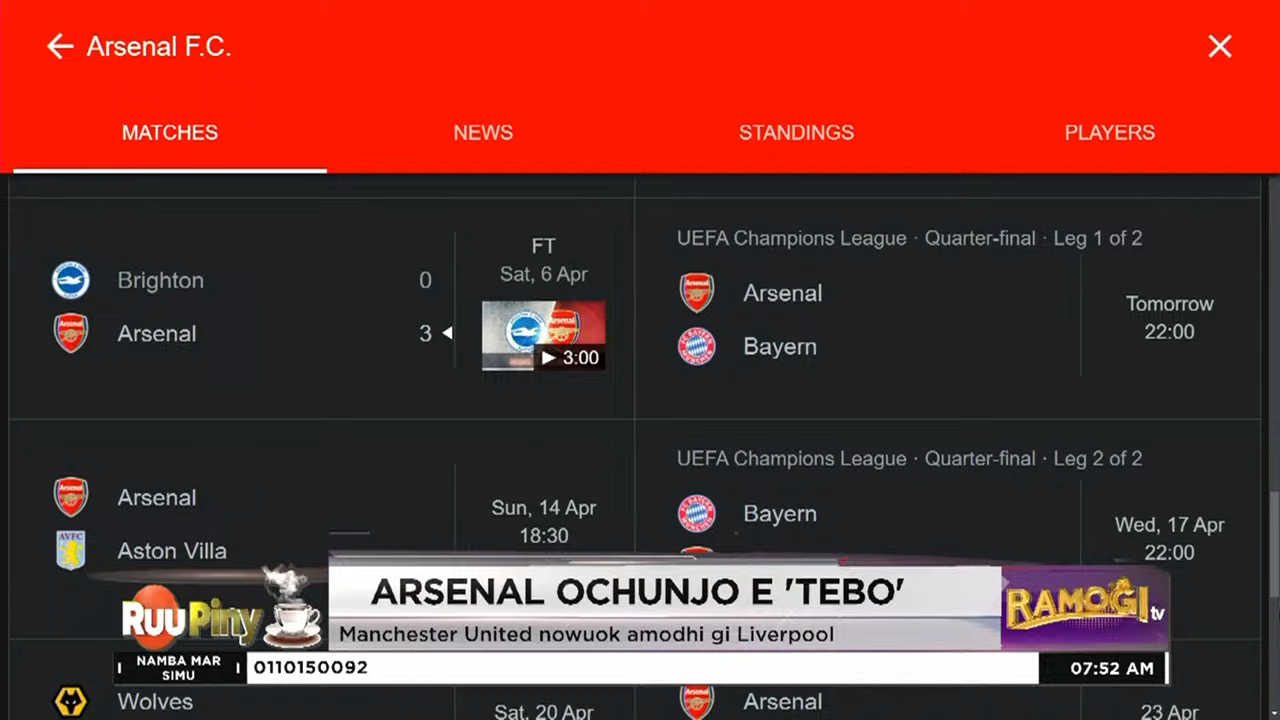 Arsenal F.C.
MATCHES
NEWS
STANDINGS
PLAYERS
Brighton 0
Arsenal 3
FT
Sat, 6 Apr
3:00
UEFA Champions League · Quarter-final · Leg 1 of 2
Arsenal
Bayern
Tomorrow
22:00
Arsenal
Aston Villa
Sun, 14 Apr
18:30
UEFA Champions League · Quarter-final · Leg 2 of 2
Bayern
Wed, 17 Apr
22:00
Ruu Piny
ARSENAL OCHUNJO E 'TEBO'
Manchester United nowuok amodhi gi Liverpool
RAMOGI tv
NAMBA MAR
SIMU
0110150092
07:52 AM
Wolves
Sat, 20 Apr
Arsenal
23 Apr